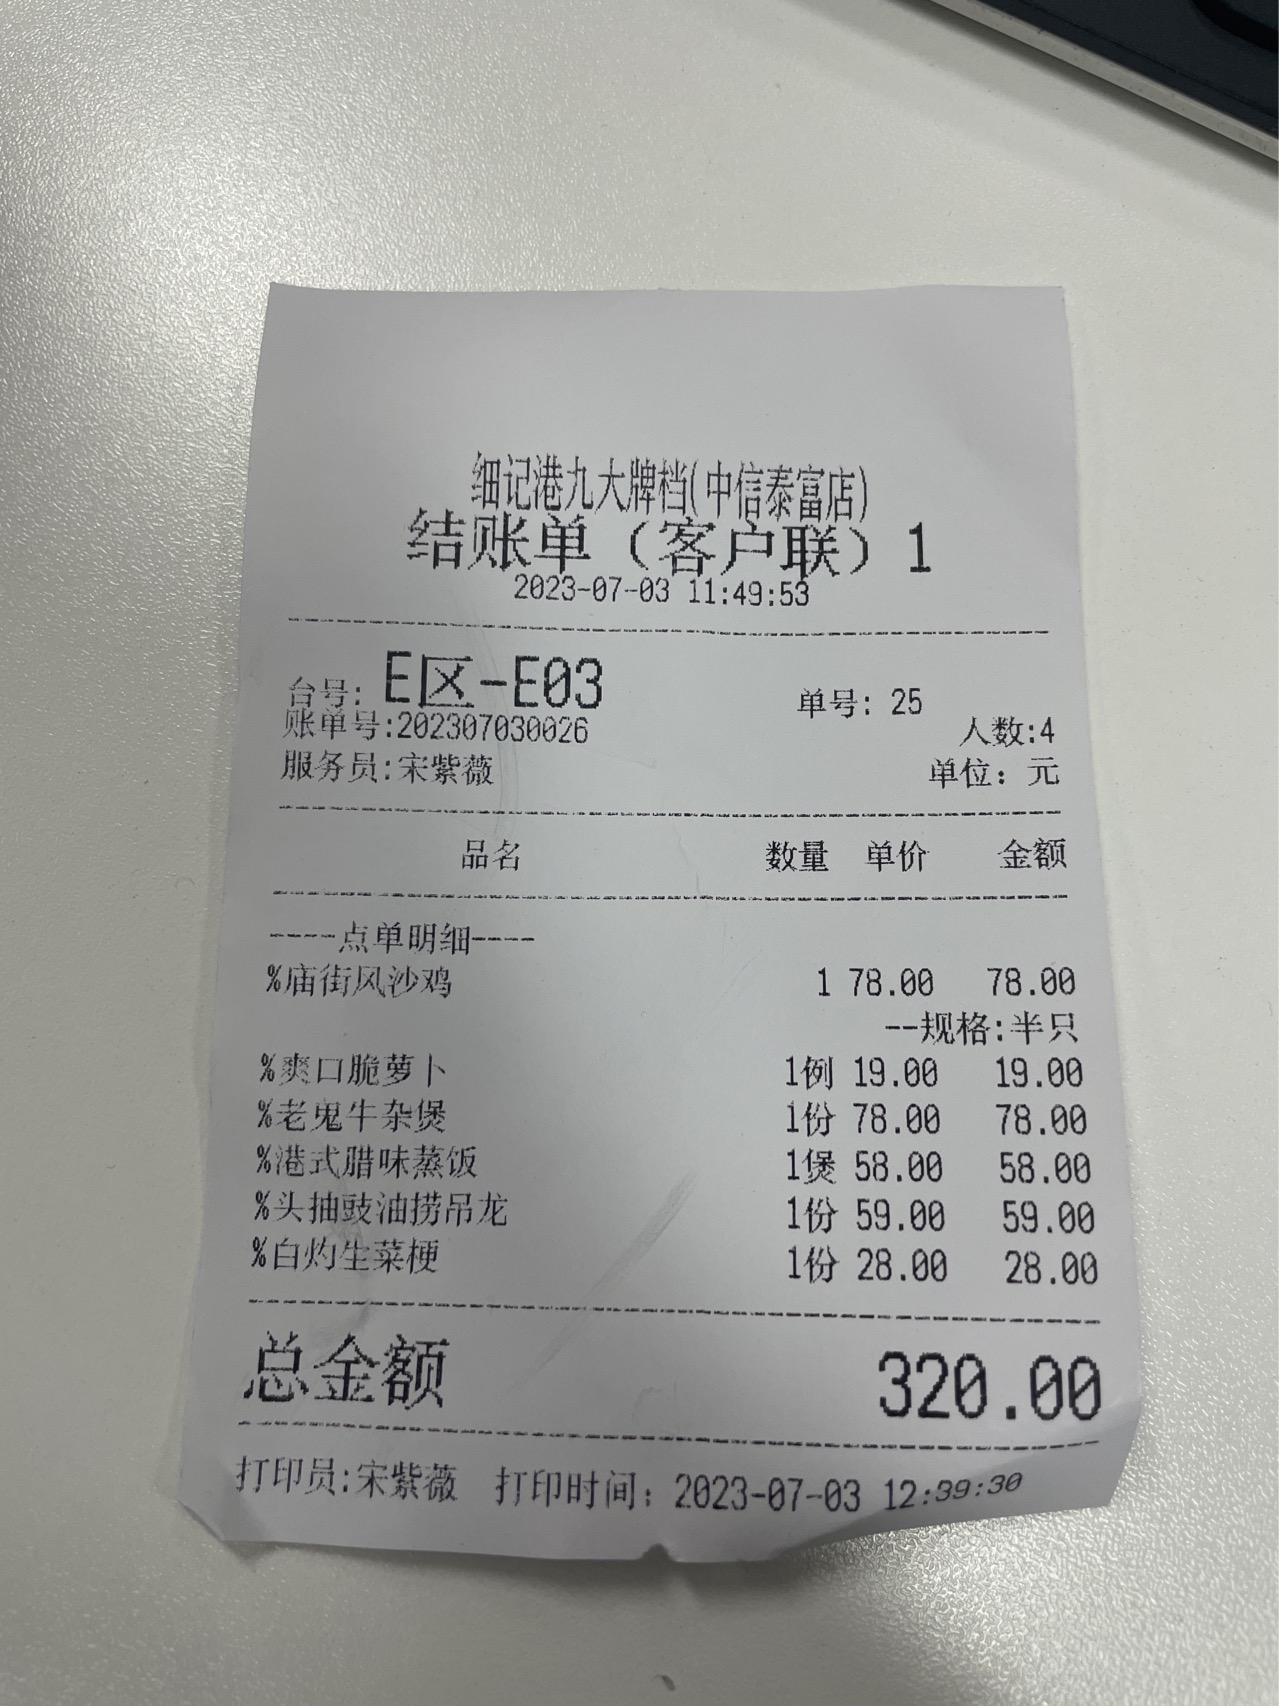 细记港九大牌档(中信泰富店)
结账单（客户联）1
2023-07-03 11:49:53
台号: E区-E03 单号: 25
账单号:202307030026 人数:4
服务员:宋紫薇 单位：元
品名 数量 单价 金额
----点单明细----
%庙街风沙鸡 1 78.00 78.00
--规格:半只
%爽口脆萝卜 1例 19.00 19.00
%老鬼牛杂煲 1份 78.00 78.00
%港式腊味蒸饭 1煲 58.00 58.00
%头抽豉油捞吊龙 1份 59.00 59.00
%白灼生菜梗 1份 28.00 28.00
总金额 320.00
打印员:宋紫薇 打印时间：2023-07-03 12:39:30